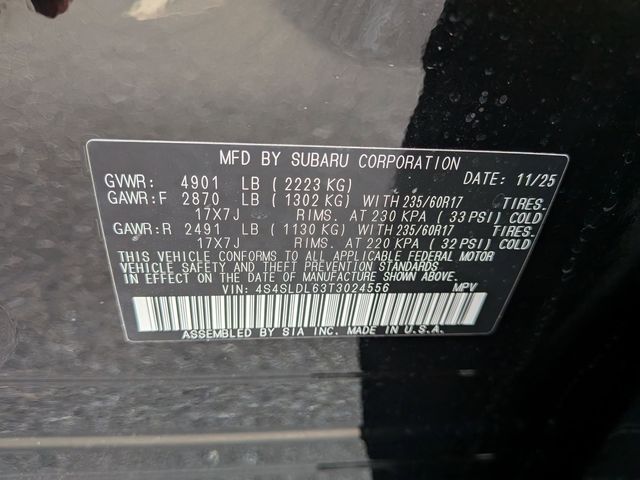 MFD BY SUBARU CORPORATION
GVWR: 4901 LB ( 2223 KG) DATE: 11/25
GAWR:F 2870 LB ( 1302 KG) WITH 235/60R17 TIRES.
17X7J RIMS. AT 230 KPA ( 33 PSI) COLD
GAWR:R 2491 LB ( 1130 KG) WITH 235/60R17 TIRES.
17X7J RIMS. AT 220 KPA ( 32 PSI) COLD
THIS VEHICLE CONFORMS TO ALL APPLICABLE FEDERAL MOTOR
VEHICLE SAFETY AND THEFT PREVENTION STANDARDS
IN EFFECT ON THE DATE OF MANUFACTURE SHOWN ABOVE.
VIN: 4S4SLDL63T3024556 MPV
ASSEMBLED BY SIA INC. MADE IN U.S.A.